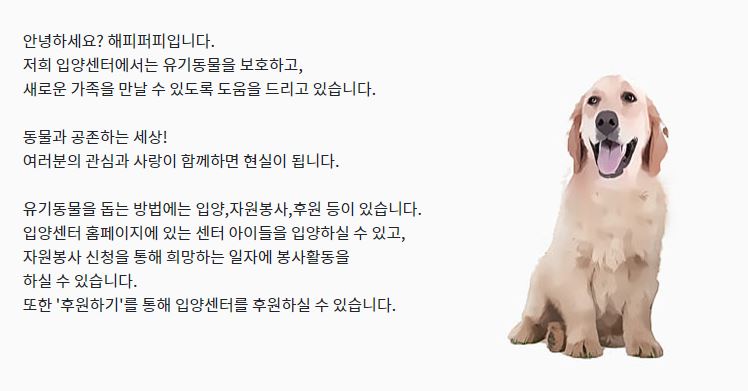 안녕하세요? 해피퍼피입니다.
저희 입양센터에서는 유기동물을 보호하고,
새로운 가족을 만날 수 있도록 도움을 드리고 있습니다.
동물과 공존하는 세상!
여러분의 관심과 사랑이 함께하면 현실이 됩니다.
유기동물을 돕는 방법에는 입양,자원봉사,후원 등이 있습니다.
입양센터 홈페이지에 있는 센터 아이들을 입양하실 수 있고,
자원봉사 신청을 통해 희망하는 일자에 봉사활동을
하실 수 있습니다.
또한 '후원하기'를 통해 입양센터를 후원하실 수 있습니다.